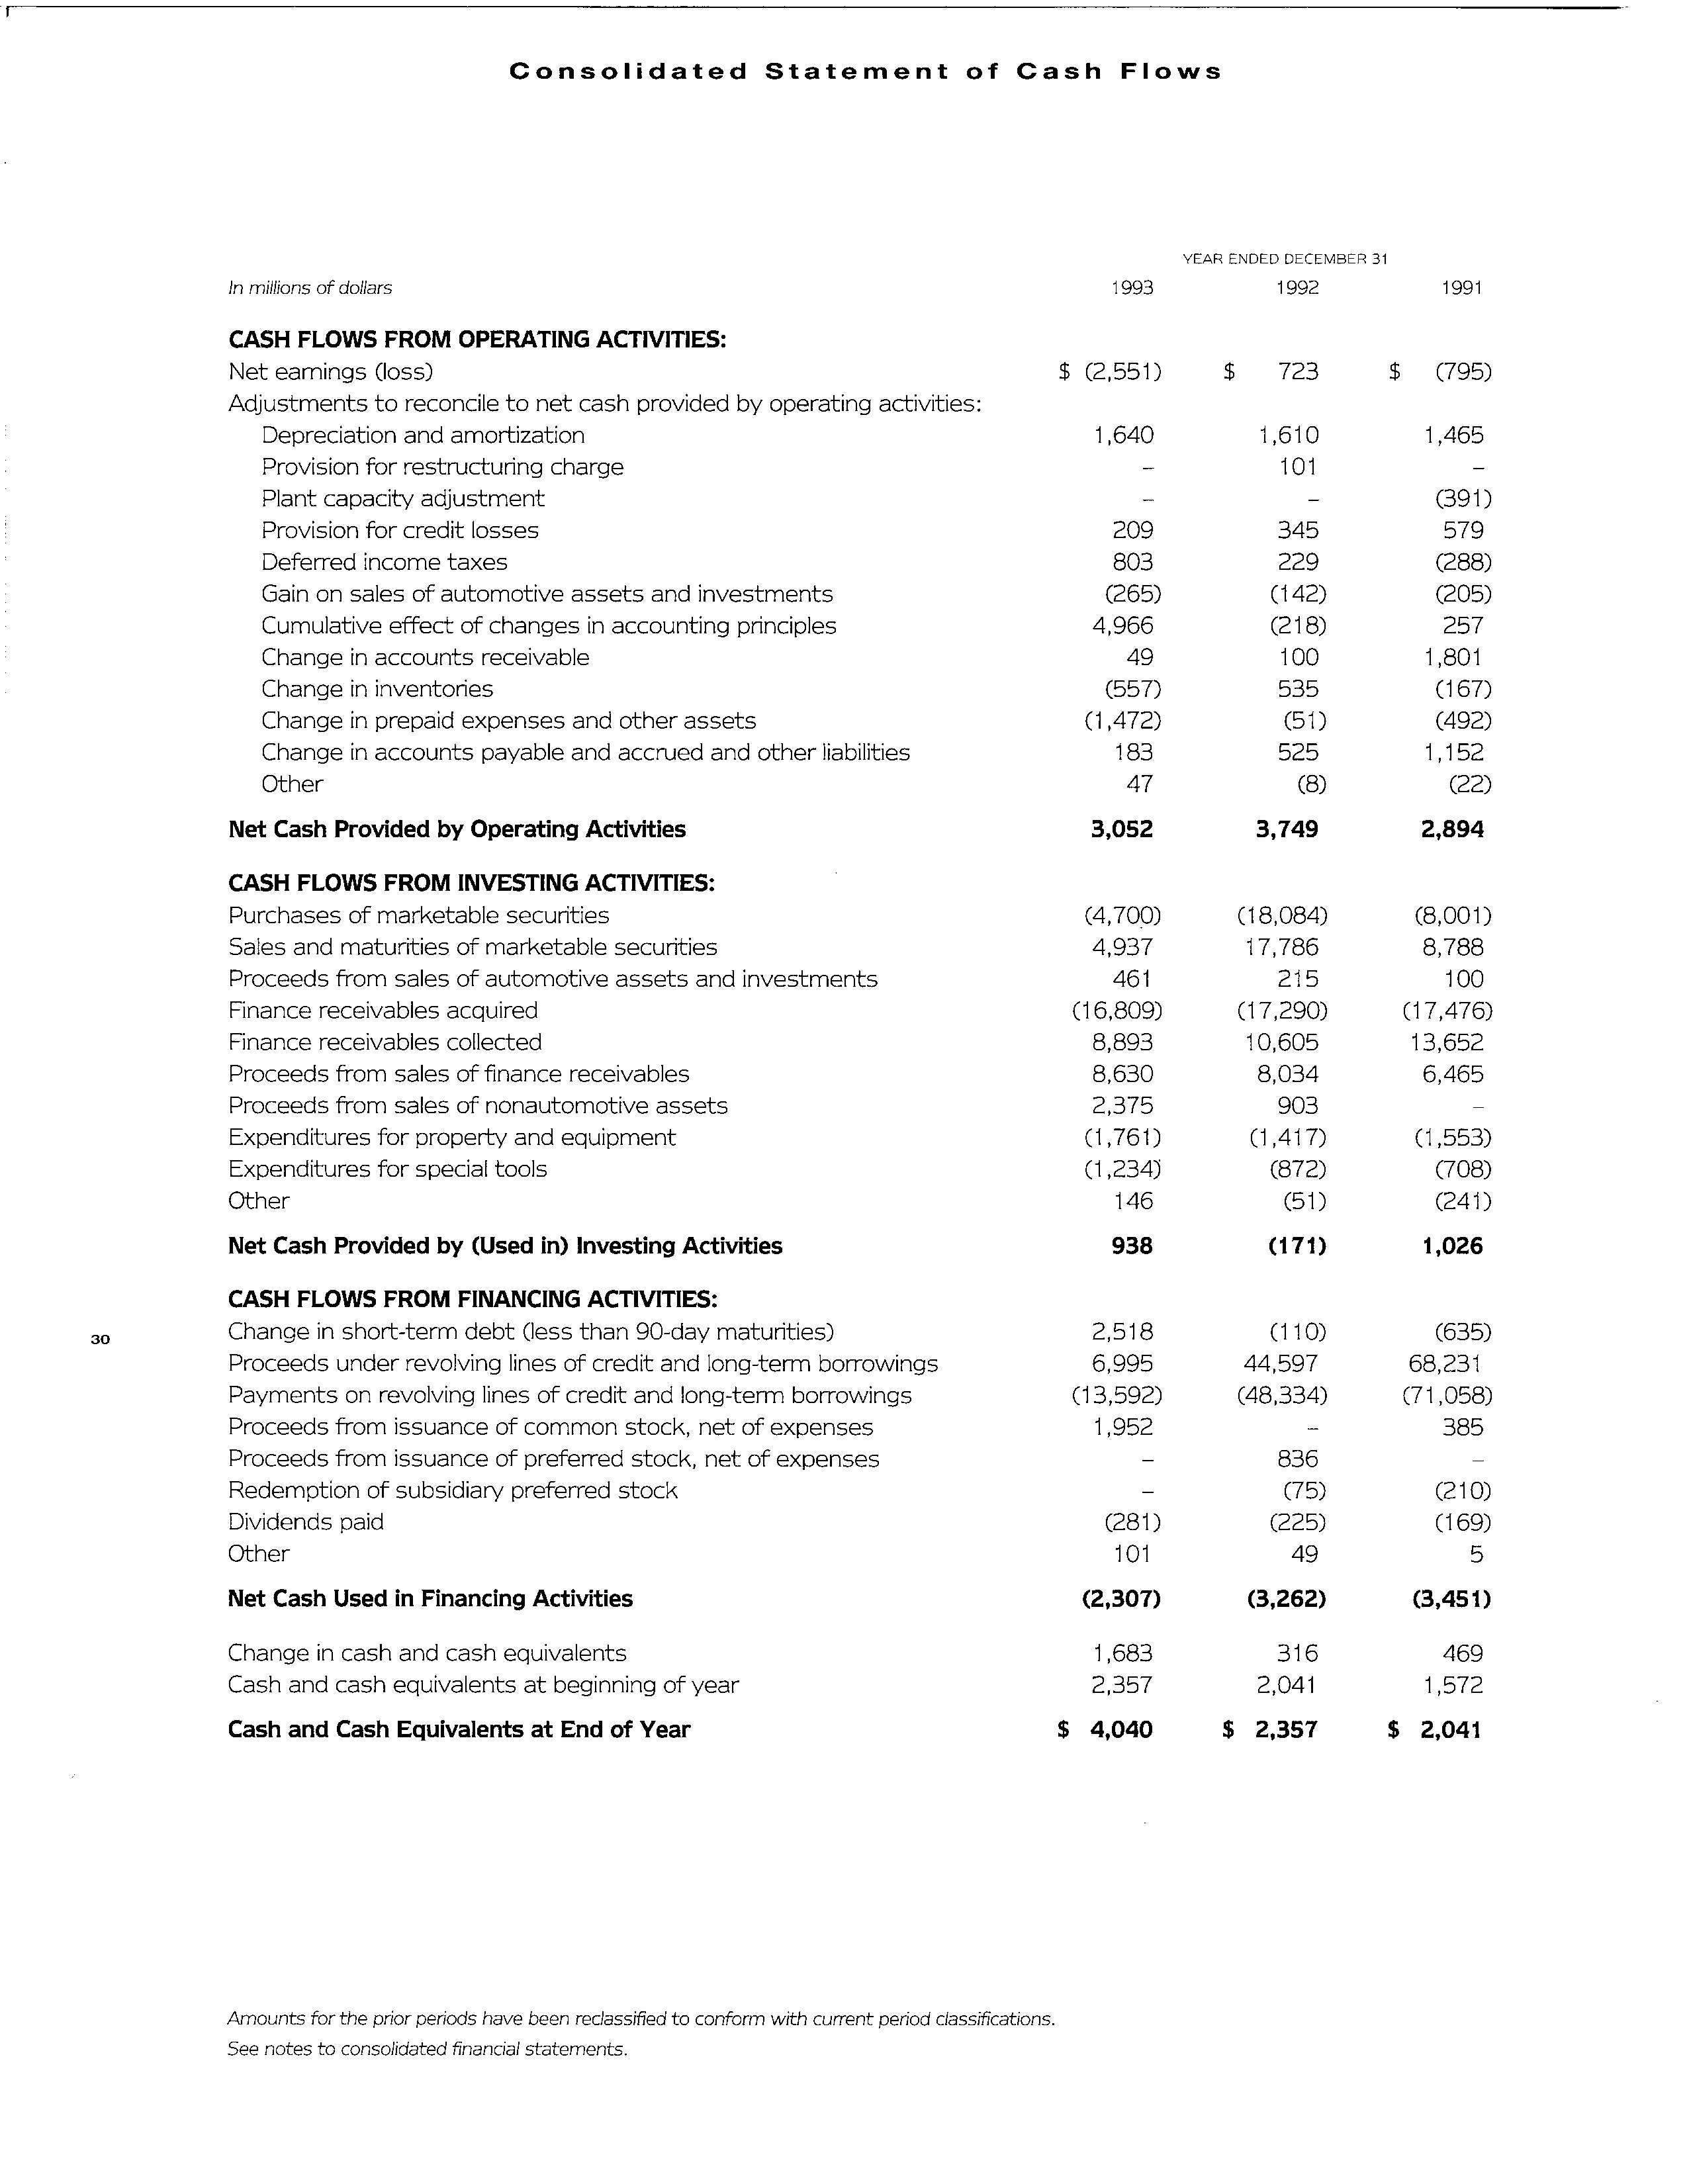 Consolidated Statement of Cash Flows
YEAR ENDED DECEMBER 31
In millions of dollars 1993 1992 1991
CASH FLOWS FROM OPERATING ACTIVITIES:
Net earnings (loss) $ (2,551) $ 723 $ (795)
Adjustments to reconcile to net cash provided by operating activities:
Depreciation and amortization 1,640 1,610 1,465
Provision for restructuring charge – 101 –
Plant capacity adjustment – – (391)
Provision for credit losses 209 345 579
Deferred income taxes 803 229 (288)
Gain on sales of automotive assets and investments (265) (142) (205)
Cumulative effect of changes in accounting principles 4,966 (218) 257
Change in accounts receivable 49 100 1,801
Change in inventories (557) 535 (167)
Change in prepaid expenses and other assets (1,472) (51) (492)
Change in accounts payable and accrued and other liabilities 183 525 1,152
Other 47 (8) (22)
Net Cash Provided by Operating Activities 3,052 3,749 2,894
CASH FLOWS FROM INVESTING ACTIVITIES:
Purchases of marketable securities (4,700) (18,084) (8,001)
Sales and maturities of marketable securities 4,937 17,786 8,788
Proceeds from sales of automotive assets and investments 461 215 100
Finance receivables acquired (16,809) (17,290) (17,476)
Finance receivables collected 8,893 10,605 13,652
Proceeds from sales of finance receivables 8,630 8,034 6,465
Proceeds from sales of nonautomotive assets 2,375 903 –
Expenditures for property and equipment (1,761) (1,417) (1,553)
Expenditures for special tools (1,234) (872) (708)
Other 146 (51) (241)
Net Cash Provided by (Used in) Investing Activities 938 (171) 1,026
CASH FLOWS FROM FINANCING ACTIVITIES:
Change in short-term debt (less than 90-day maturities) 2,518 (110) (635)
30
Proceeds under revolving lines of credit and long-term borrowings 6,995 44,597 68,231
Payments on revolving lines of credit and long-term borrowings (13,592) (48,334) (71,058)
Proceeds from issuance of common stock, net of expenses 1,952 – 385
Proceeds from issuance of preferred stock, net of expenses – 836 –
Redemption of subsidiary preferred stock – (75) (210)
Dividends paid (281) (225) (169)
Other 101 49 5
Net Cash Used in Financing Activities (2,307) (3,262) (3,451)
Change in cash and cash equivalents 1,683 316 469
Cash and cash equivalents at beginning of year 2,357 2,041 1,572
Cash and Cash Equivalents at End of Year $ 4,040 $ 2,357 $ 2,041
Amounts for the prior periods have been reclassified to conform with current period classifications.
See notes to consolidated financial statements.